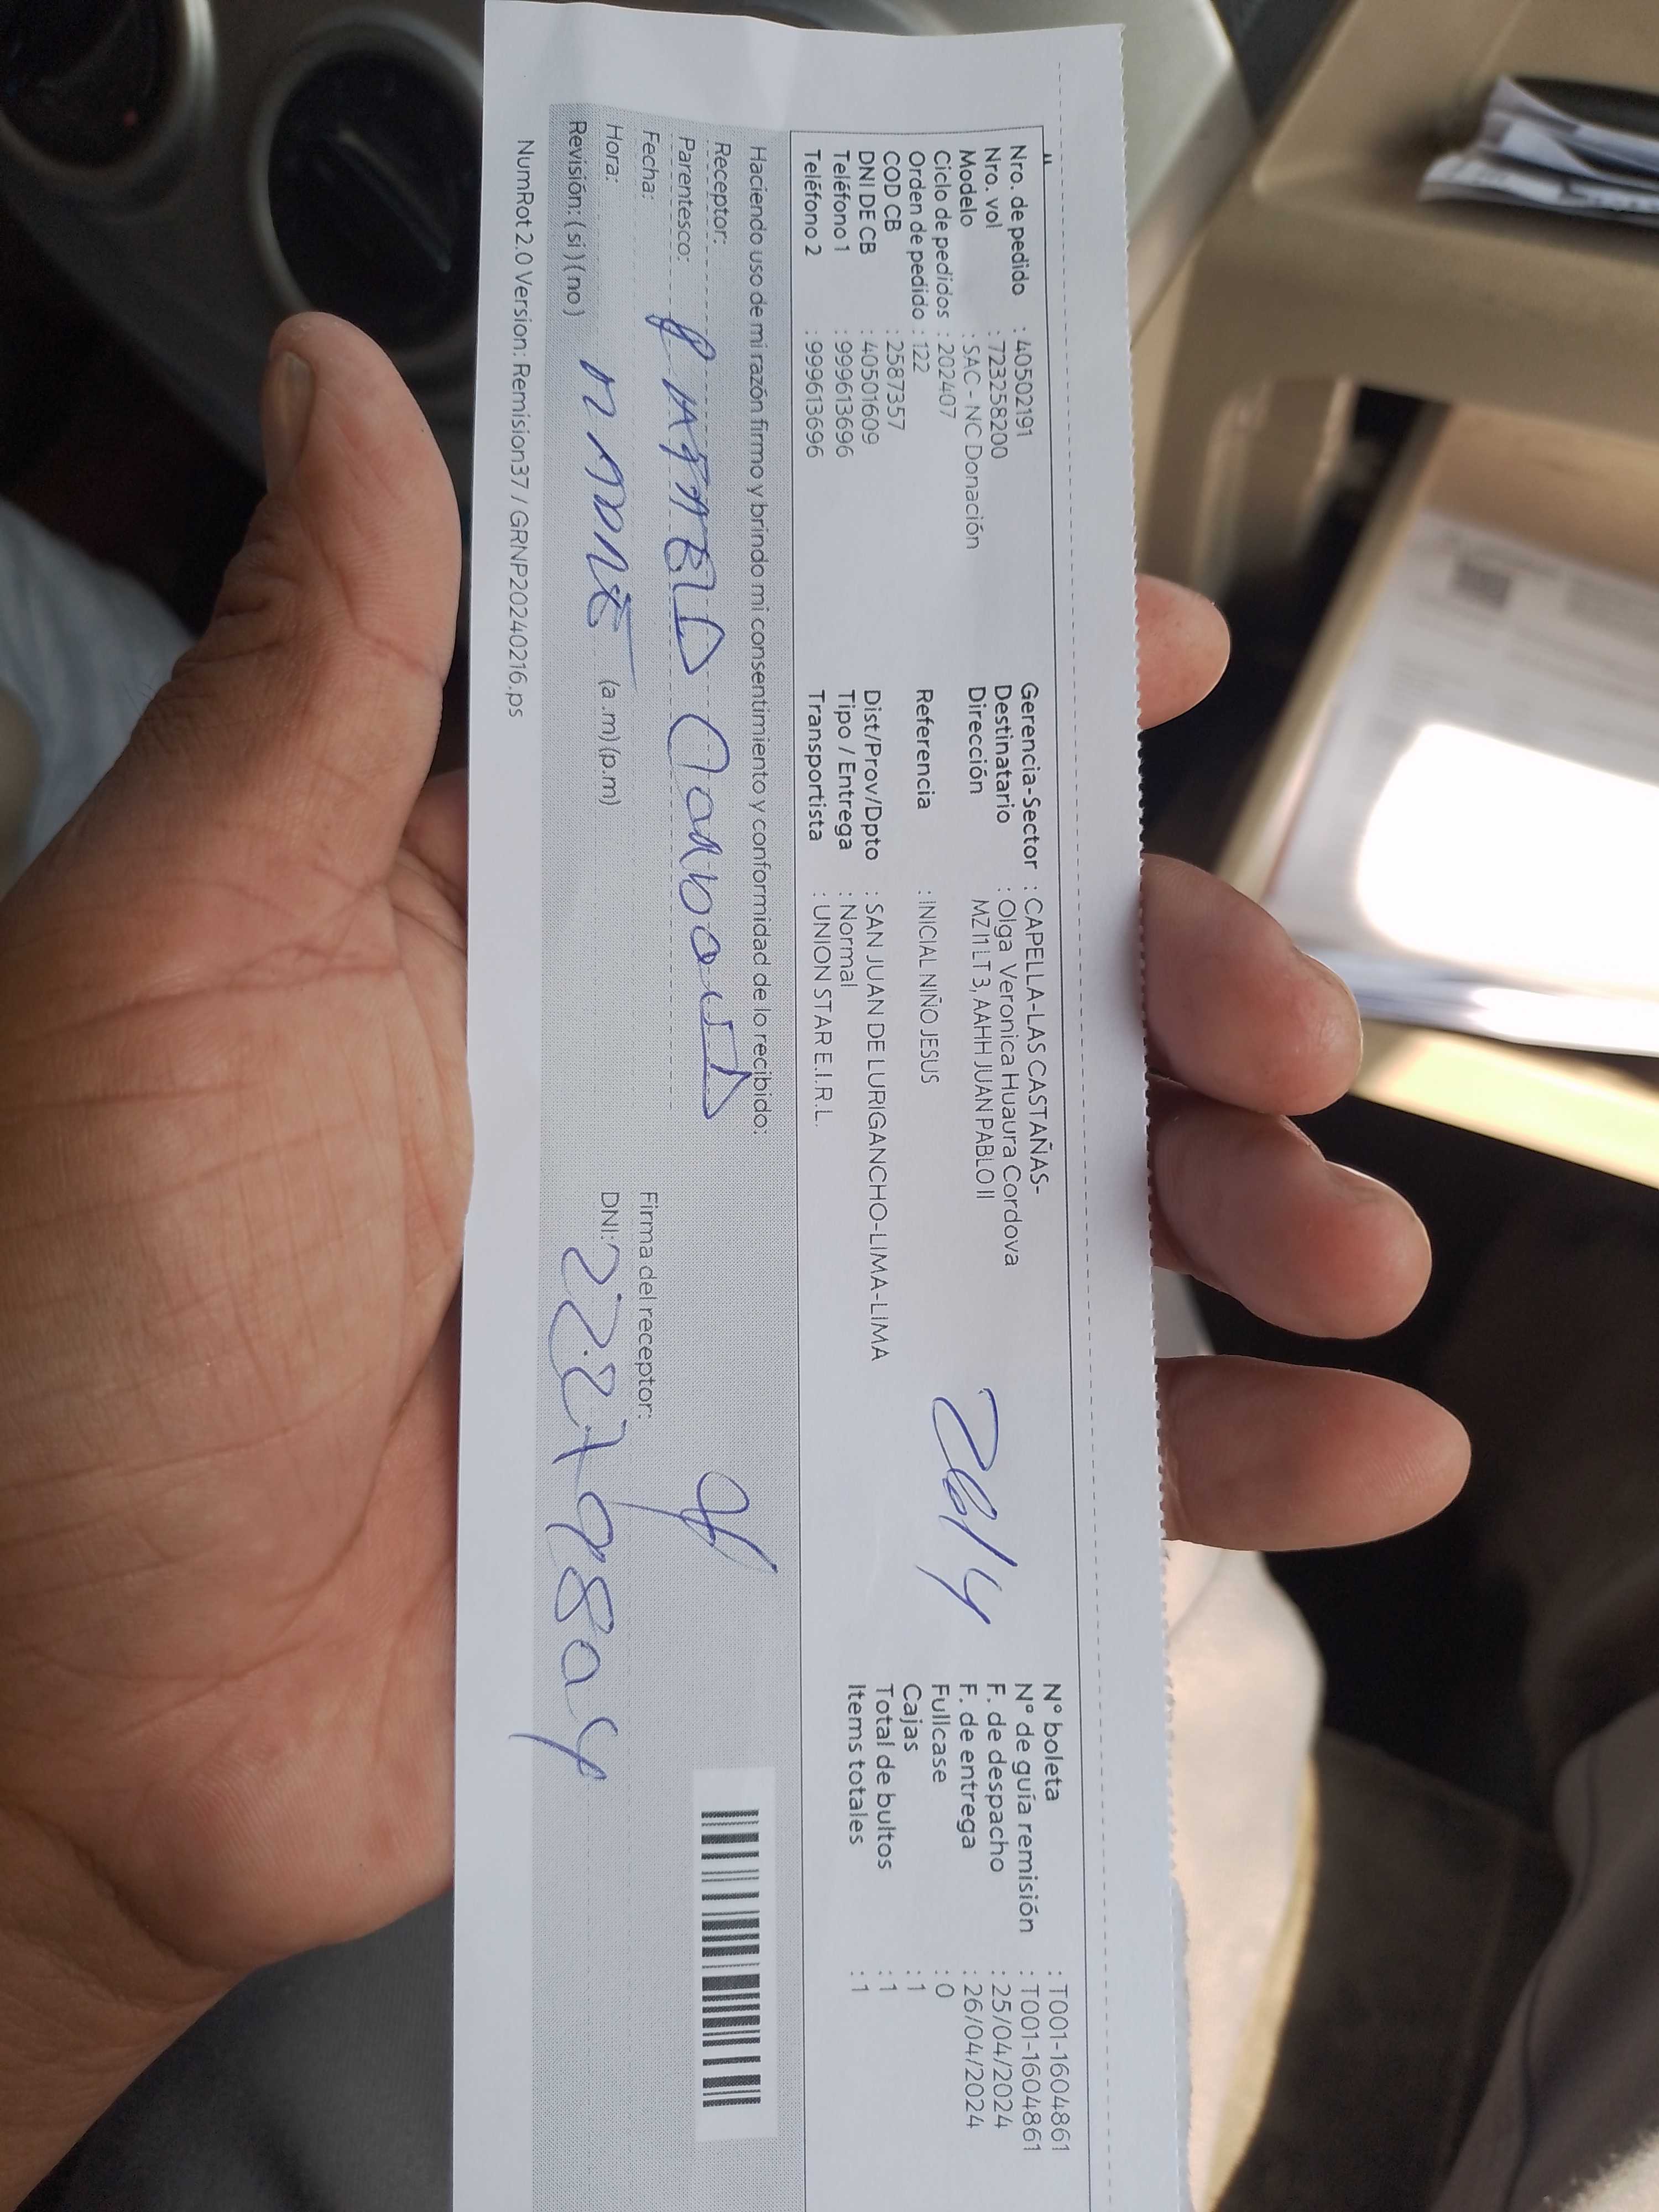 Nro. de pedido : 40502191
Nro. vol : 7232258200
Modelo : SAC - NC Donación
Ciclo de pedidos : 202407
Orden de pedido : 122
COD CB : 2587357
DNI DE CB : 40501609
Teléfono 1 : 999613696
Teléfono 2 : 999613696
Gerencia-Sector : CAPELLA-LAS CASTAÑAS-
Destinatario : Olga Veronica Huaura Cordova
Dirección MZ I1 LT 3, AAHH JUAN PABLO II
Referencia : INICIAL NIÑO JESUS
Dist/Prov/Dpto : SAN JUAN DE LURIGANCHO-LIMA-LIMA
Tipo / Entrega : Normal
Transportista : UNION STAR E.I.R.L.
26/4
N° boleta : T001-1604861
N° de guía remisión : T001-1604861
F. de despacho : 25/04/2024
F. de entrega : 26/04/2024
Fullcase : 0
Cajas : 1
Total de bultos : 1
Items totales : 1
Haciendo uso de mi razón firmo y brindo mi consentimiento y conformidad de lo recibido:
Receptor:
Parentesco:
Fecha:
Hora: (a.m) (p.m)
Revisión: ( si ) ( no )
Firma del receptor:
DNI:
NumRot 2.0 Version: Remision37 / GRNP20240216.ps